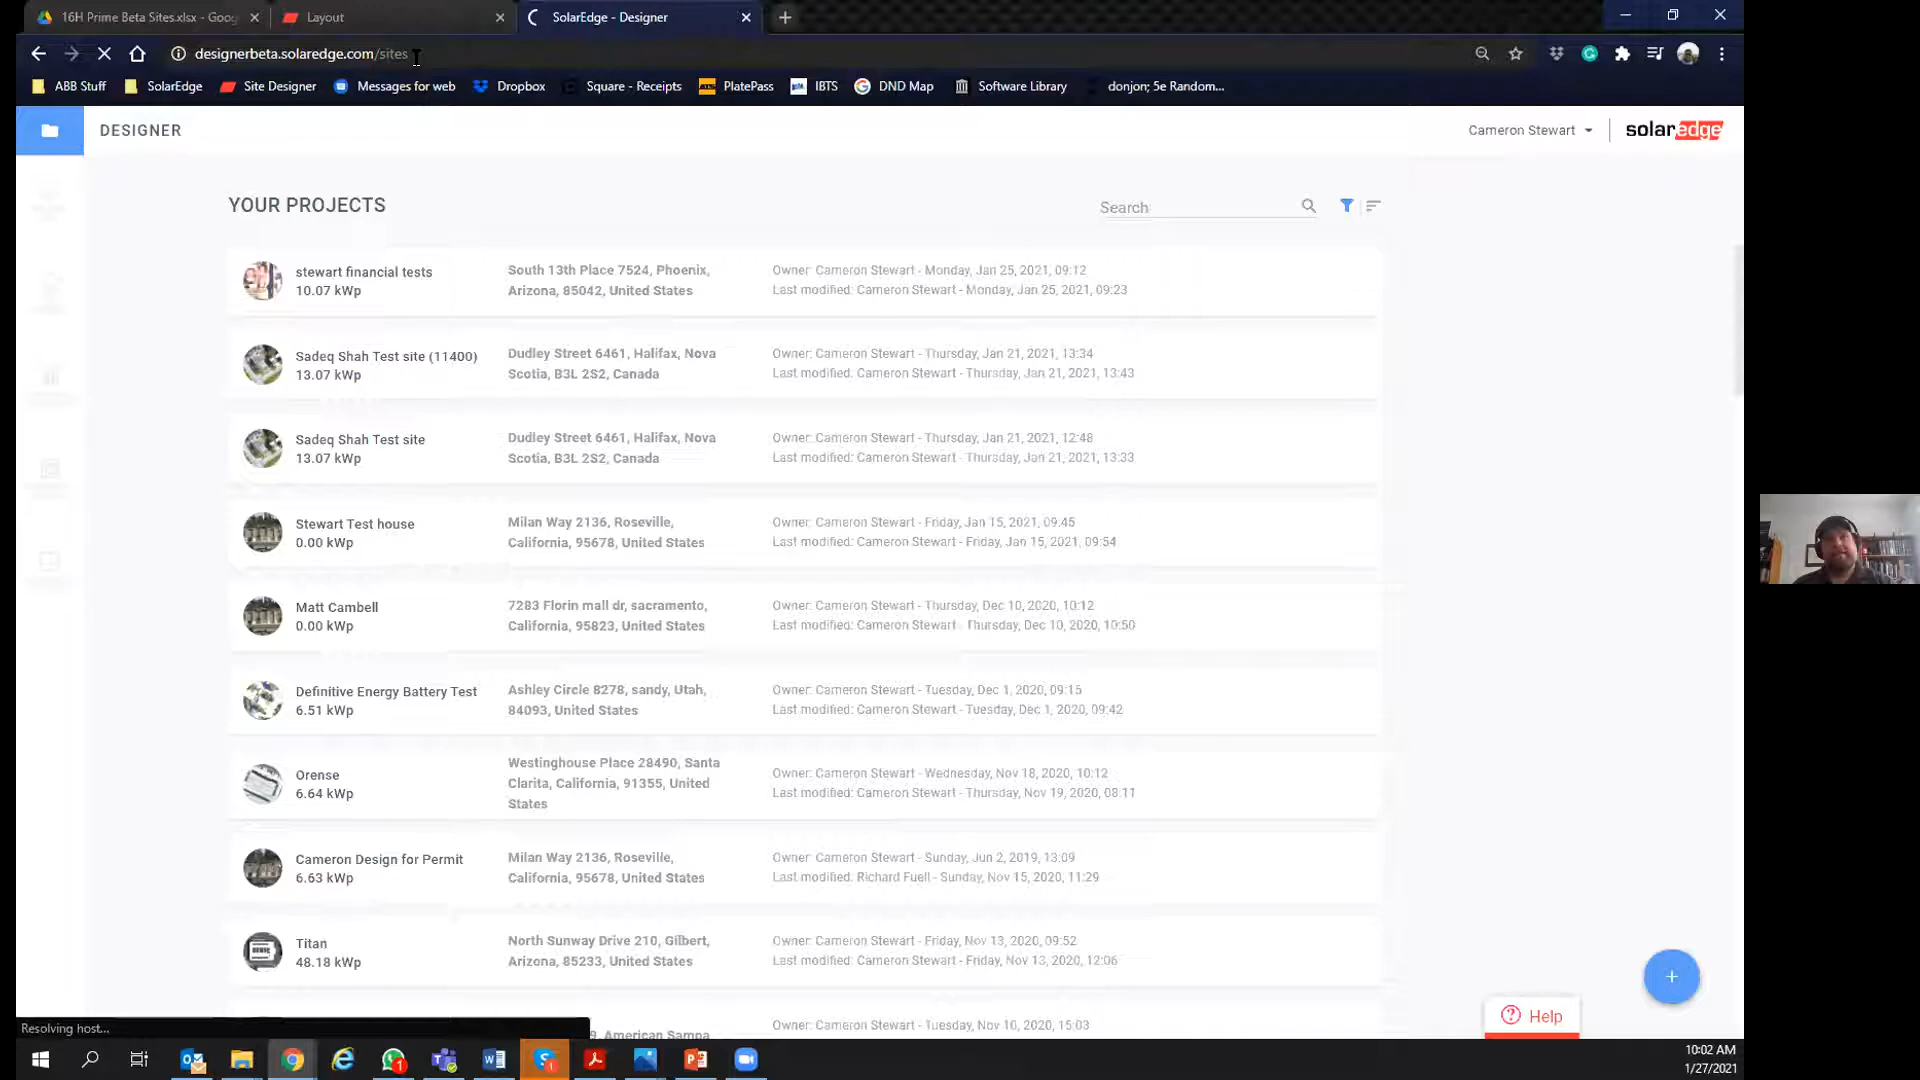 16H Prime Beta Sites.xlsx - Goog
Layout
SolarEdge - Designer
designerbeta.solaredge.com/sites
ABB Stuff
SolarEdge
Site Designer
Messages for web
Dropbox
Square - Receipts
PlatePass
IBTS
DND Map
Software Library
donjon; 5e Random...
DESIGNER
Cameron Stewart
solaredge
YOUR PROJECTS
Search
stewart financial tests
10.07 kWp
South 13th Place 7524, Phoenix,
Arizona, 85042, United States
Owner: Cameron Stewart - Monday, Jan 25, 2021, 09:12
Last modified: Cameron Stewart - Monday, Jan 25, 2021, 09:23
Sadeq Shah Test site (11400)
13.07 kWp
Dudley Street 6461, Halifax, Nova
Scotia, B3L 2S2, Canada
Owner: Cameron Stewart - Thursday, Jan 21, 2021, 13:34
Last modified: Cameron Stewart - Thursday, Jan 21, 2021, 13:43
Sadeq Shah Test site
13.07 kWp
Dudley Street 6461, Halifax, Nova
Scotia, B3L 2S2, Canada
Owner: Cameron Stewart - Thursday, Jan 21, 2021, 12:48
Last modified: Cameron Stewart - Thursday, Jan 21, 2021, 13:33
Stewart Test house
0.00 kWp
Milan Way 2136, Roseville,
California, 95678, United States
Owner: Cameron Stewart - Friday, Jan 15, 2021, 09:45
Last modified: Cameron Stewart - Friday, Jan 15, 2021, 09:54
Matt Cambell
0.00 kWp
7283 Florin mall dr, sacramento,
California, 95823, United States
Owner: Cameron Stewart - Thursday, Dec 10, 2020, 10:12
Last modified: Cameron Stewart - Thursday, Dec 10, 2020, 10:50
Definitive Energy Battery Test
6.51 kWp
Ashley Circle 8278, sandy, Utah,
84093, United States
Owner: Cameron Stewart - Tuesday, Dec 1, 2020, 09:15
Last modified: Cameron Stewart - Tuesday, Dec 1, 2020, 09:42
Orense
6.64 kWp
Westinghouse Place 28490, Santa
Clarita, California, 91355, United
States
Owner: Cameron Stewart - Wednesday, Nov 18, 2020, 10:12
Last modified: Cameron Stewart - Thursday, Nov 19, 2020, 08:11
Cameron Design for Permit
6.63 kWp
Milan Way 2136, Roseville,
California, 95678, United States
Owner: Cameron Stewart - Sunday, Jun 2, 2019, 13:09
Last modified: Richard Fuell - Sunday, Nov 15, 2020, 11:29
Titan
48.18 kWp
North Sunway Drive 210, Gilbert,
Arizona, 85233, United States
Owner: Cameron Stewart - Friday, Nov 13, 2020, 09:52
Last modified: Cameron Stewart - Friday, Nov 13, 2020, 12:06
9, American Sampa
Owner: Cameron Stewart - Tuesday, Nov 10, 2020, 15:03
Help
Resolving host...
10:02 AM
1/27/2021